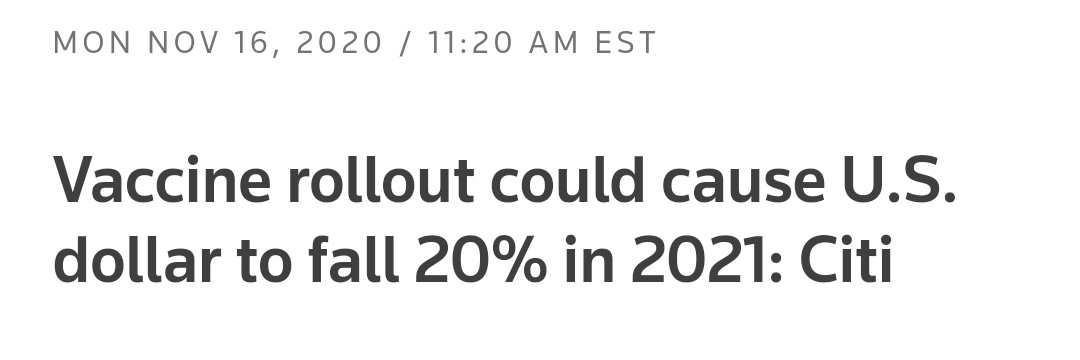 MON NOV 16, 2020 / 11:20 AM EST
Vaccine rollout could cause U.S.
dollar to fall 20% in 2021: Citi